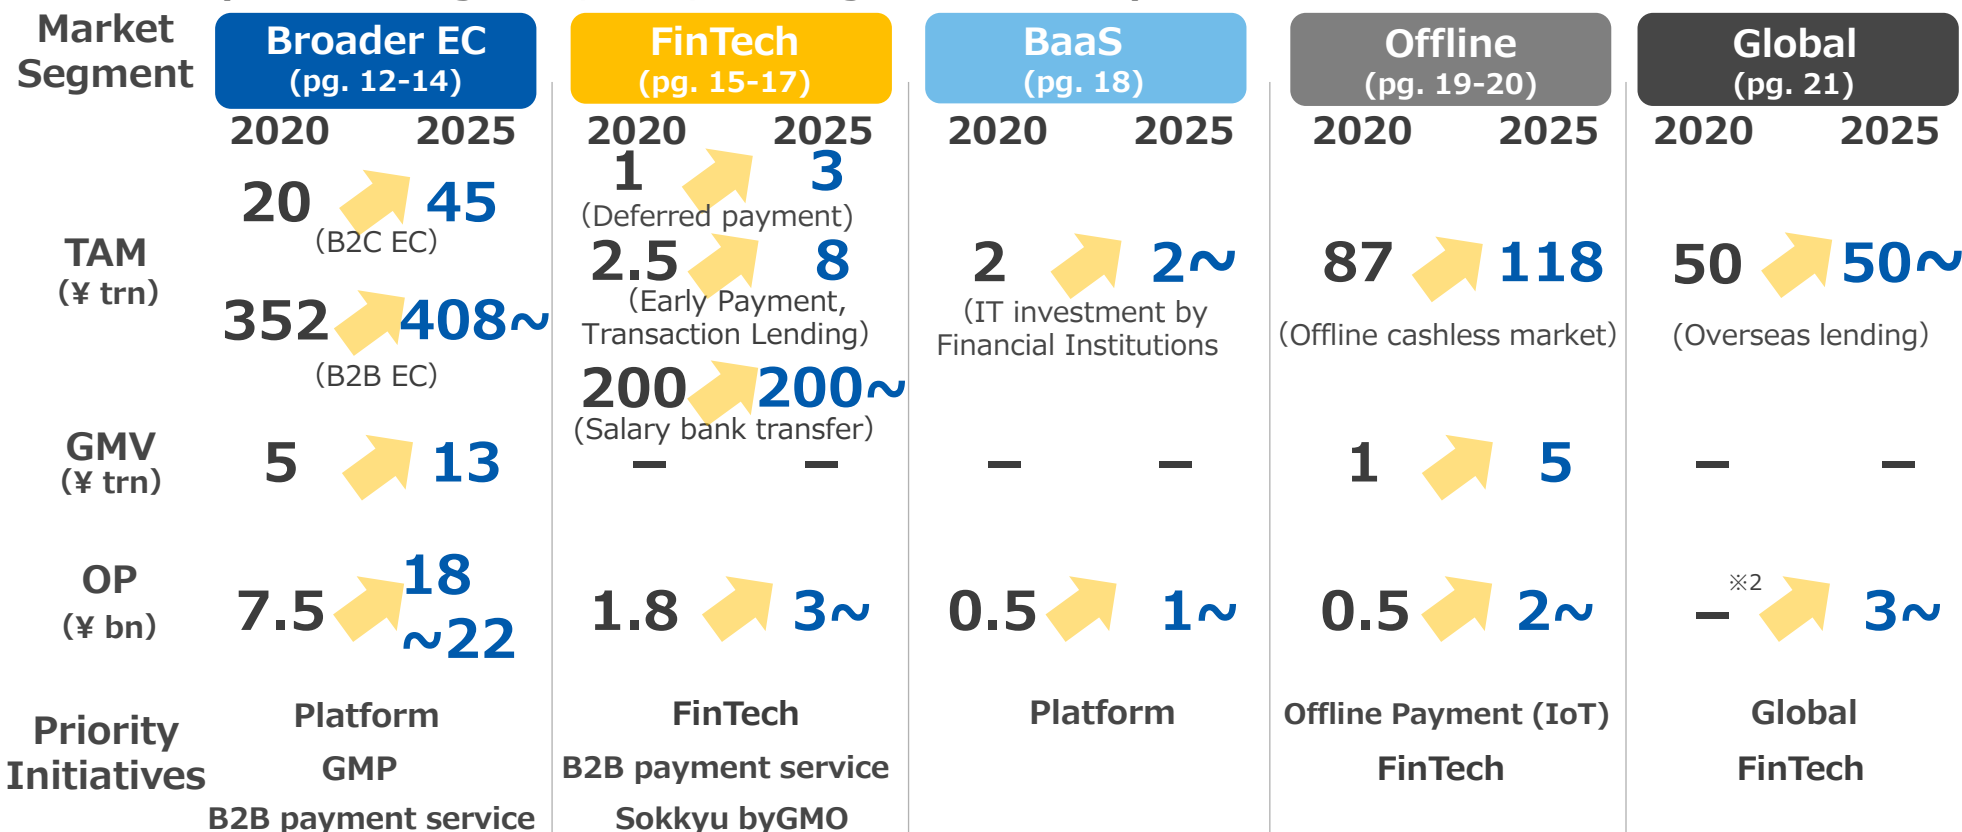 Market
Segment
Broader EC
(pg. 12-14)
FinTech
(pg. 15-17)
BaaS
(pg. 18)
Offline
(pg. 19-20)
Global
(pg. 21)
2020 2025 2020 2025 2020 2025 2020 2025 2020 2025
TAM
(¥ trn)
20 45
(B2C EC)
352 408~
(B2B EC)
1 3
(Deferred payment)
2.5 8
(Early Payment,
Transaction Lending)
200 200~
(Salary bank transfer)
2 2~
(IT investment by
Financial Institutions
87 118
(Offline cashless market)
50 50~
(Overseas lending)
GMV
(¥ trn)
5 13
– –
– –
1 5
– –
OP
(¥ bn)
7.5 18
~22
1.8 3~
0.5 1~
0.5 2~
–※2 3~
Priority
Initiatives
Platform
GMP
B2B payment service
FinTech
B2B payment service
Sokkyu byGMO
Platform
Offline Payment (IoT)
FinTech
Global
FinTech